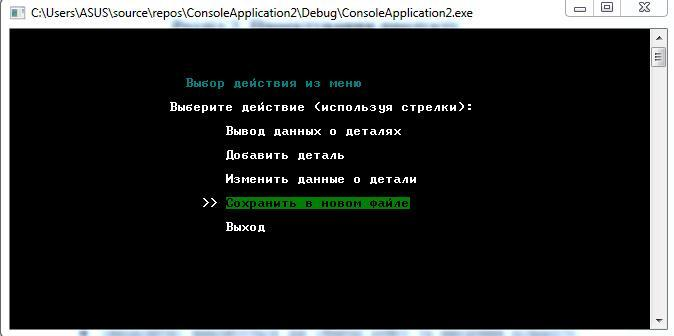 C:\Users\ASUS\source\repos\ConsoleApplication2\Debug\ConsoleApplication2.exe
Выбор действия из меню
Выберите действие (используя стрелки):
Вывод данных о деталях
Добавить деталь
Изменить данные о детали
>> Сохранить в новом файле
Выход